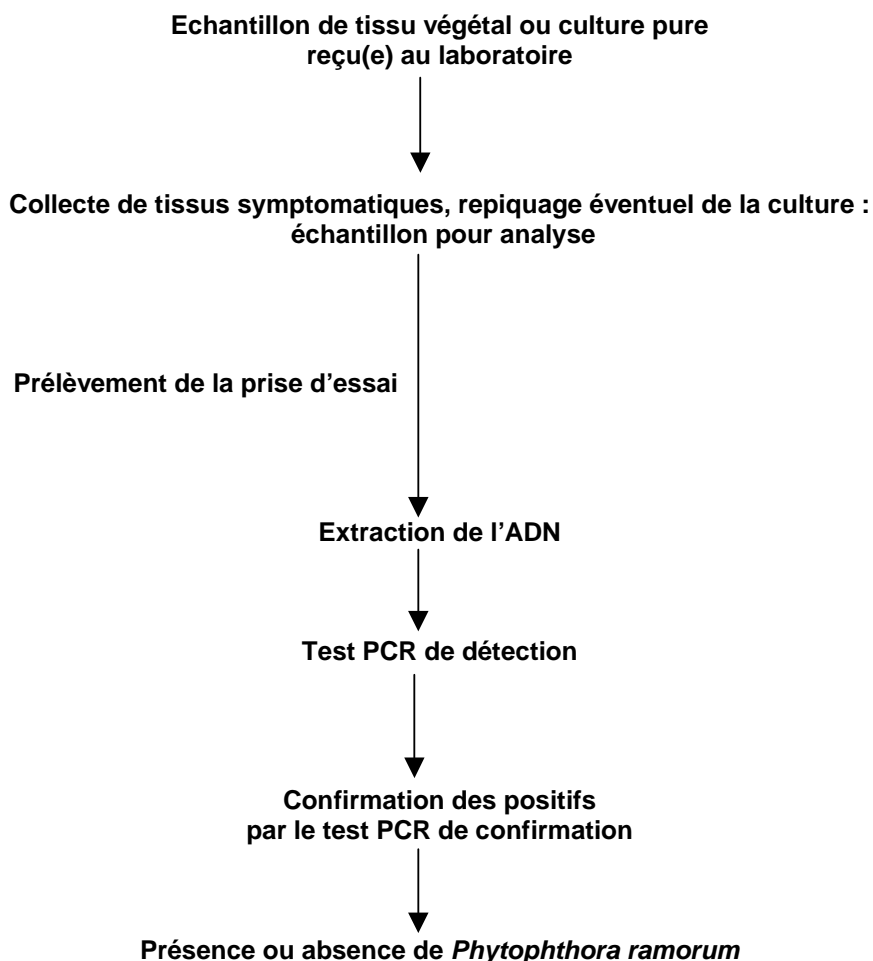 Echantillon de tissu végétal ou culture pure
reçu(e) au laboratoire
Collecte de tissus symptomatiques, repiquage éventuel de la culture :
échantillon pour analyse
Prélèvement de la prise d’essai
Extraction de l’ADN
Test PCR de détection
Confirmation des positifs
par le test PCR de confirmation
Présence ou absence de Phytophthora ramorum